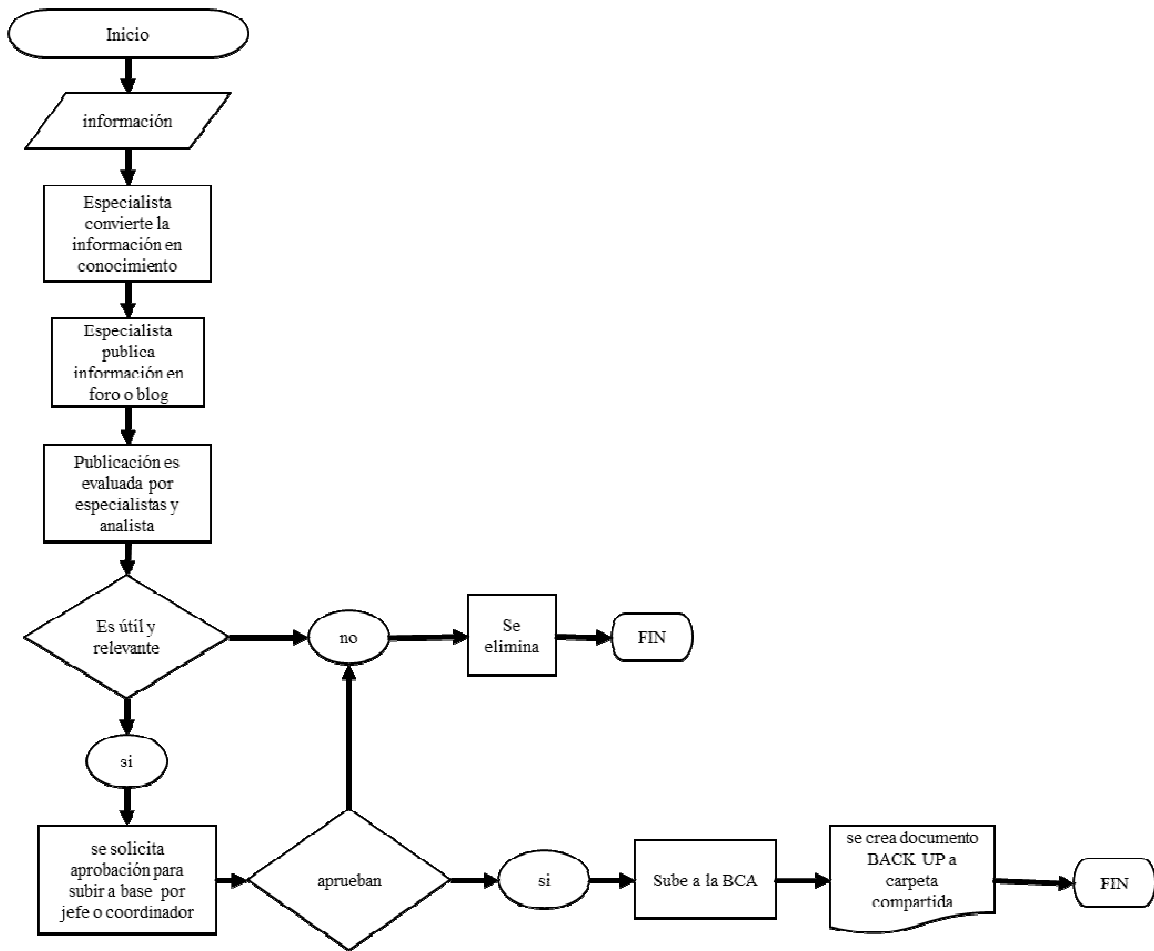 Inicio
información
Especialista
convierte la
información en
conocimiento
Especialista
publica
información en
foro o blog
Publicación es
evaluada por
especialistas y
analista
Es útil y
relevante
no
Se
elimina
FIN
si
se solicita
aprobación para
subir a base por
jefe o coordinador
aprueban
si
Sube a la BCA
se crea documento
BACK UP a
carpeta
compartida
FIN